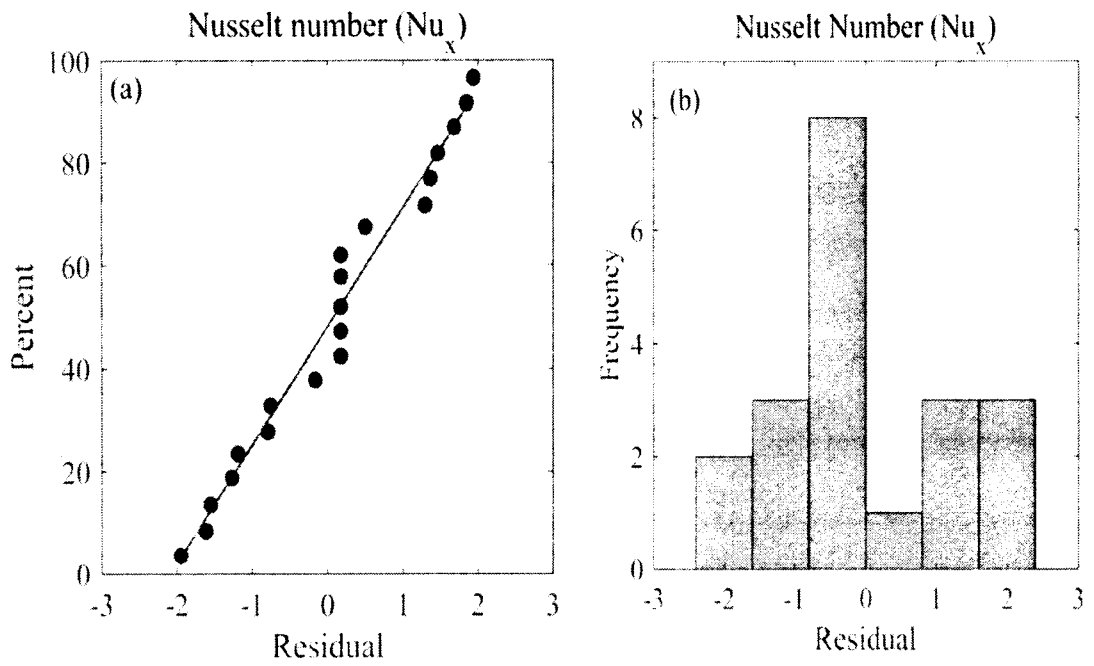 Nusselt number (Nu_x)
(a)
Percent
100
80
60
40
20
0
-3 -2 -1 0 1 2 3
Residual
Nusselt Number (Nu_x)
(b)
Frequency
8
6
4
2
0
-3 -2 -1 0 1 2 3
Residual